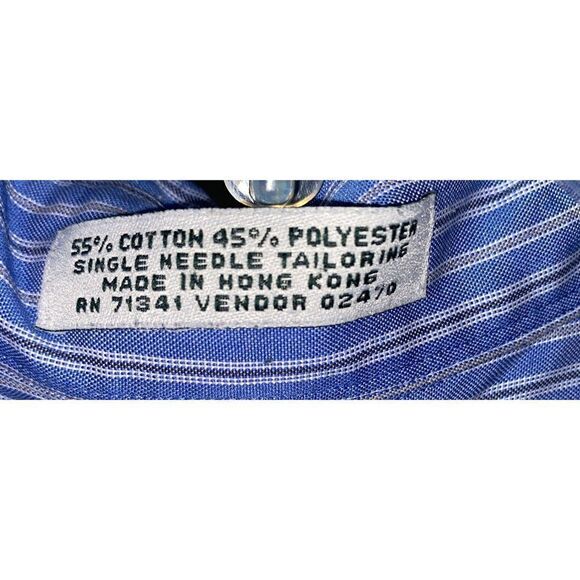 55% COTTON 45% POLYESTER
SINGLE NEEDLE TAILORING
MADE IN HONG KONG
RN 71341 VENDOR 02470